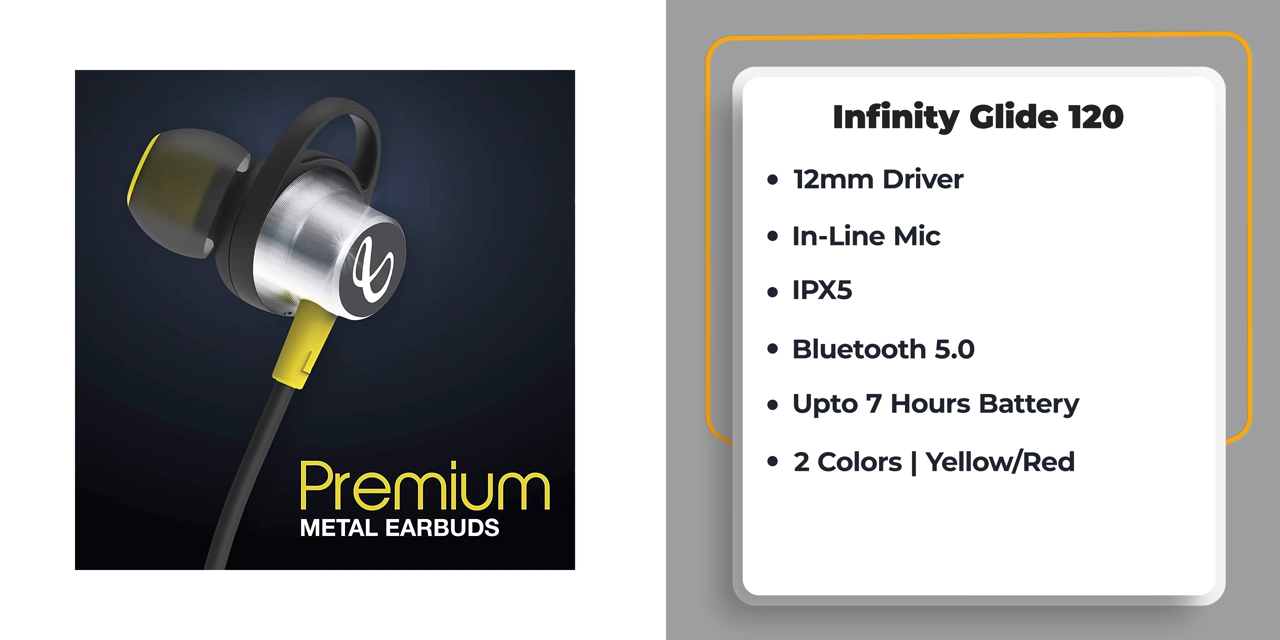 Premium
METAL EARBUDS
Infinity Glide 120
• 12mm Driver
• In-Line Mic
• IPX5
• Bluetooth 5.0
• Upto 7 Hours Battery
• 2 Colors | Yellow/Red